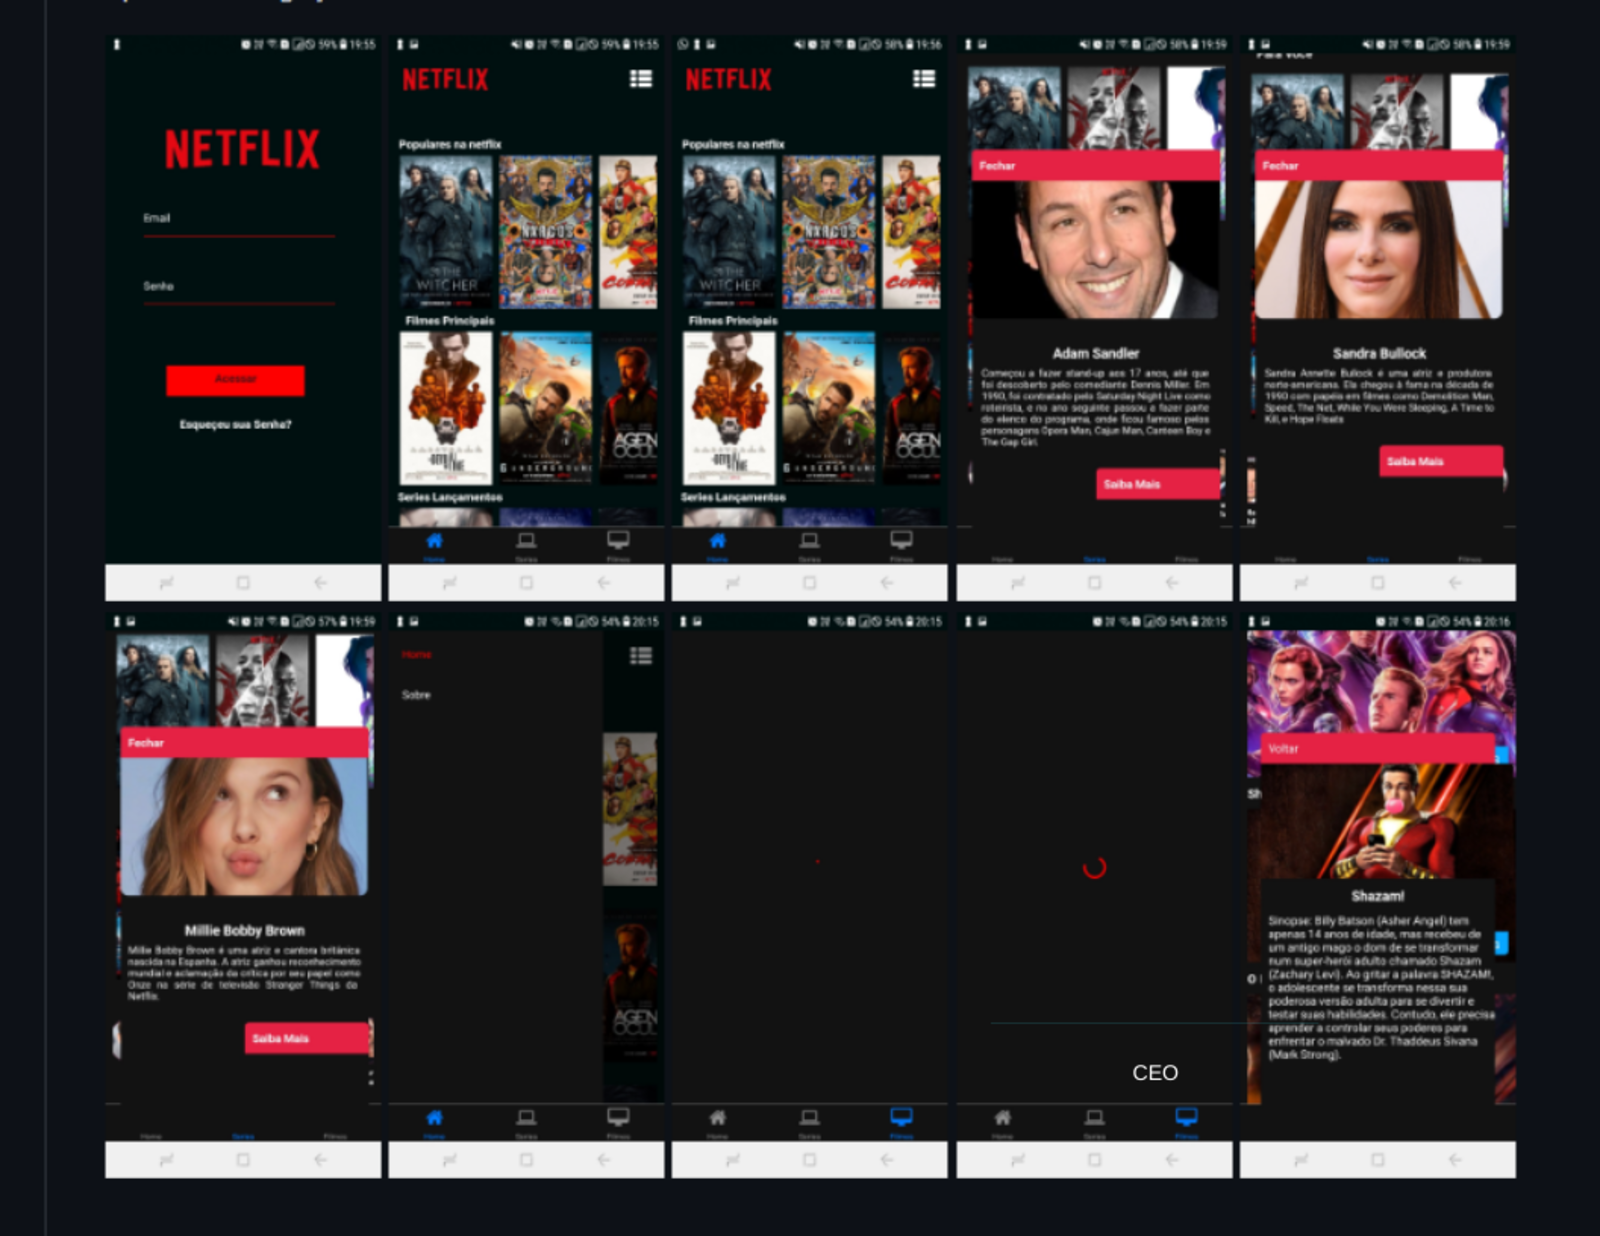 59% 19:55
NETFLIX
Email
Senha
Acessar
Esqueçeu sua Senha?
59% 19:55
NETFLIX
Populares na netflix
THE WITCHER
NARCOS
COBRA
Filmes Principais
6 UNDERGROUND
AGEN
OCUL
Series Lançamentos
Home
Series
Filmes
58% 19:56
NETFLIX
Populares na netflix
THE WITCHER
NARCOS
COBRA
Filmes Principais
6 UNDERGROUND
AGEN
OCUL
Series Lançamentos
Home
Series
Filmes
58% 19:59
Fechar
Adam Sandler
Começou a fazer stand-up aos 17 anos, até que
foi descoberto pelo comediante Dennis Miller. Em
1990, foi contratado pelo Saturday Night Live como
roteirista, e no ano seguinte passou a fazer parte
do elenco do programa, onde ficou famoso pelos
personagens Opera Man, Cajun Man, Canteen Boy e
The Gap Girl.
Saiba Mais
Home
Series
Filmes
58% 19:59
Para você
Fechar
Sandra Bullock
Sandra Annette Bullock é uma atriz e produtora
norte-americana. Ela chegou à fama na década de
1990 com papéis em filmes como Demolition Man,
Speed, The Net, While You Were Sleeping, A Time to
Kill, e Hope Floats
Saiba Mais
Home
Series
Filmes
57% 19:59
Fechar
Millie Bobby Brown
Millie Bobby Brown é uma atriz e cantora britânica
nascida na Espanha. A atriz ganhou reconhecimento
mundial e aclamação da crítica por seu papel como
Onze na série de televisão Stranger Things da
Netflix.
Saiba Mais
Home
Series
Filmes
54% 20:15
Home
Sobre
COBRA
AGEN
OCUL
Home
Series
Filmes
54% 20:15
Home
Series
Filmes
54% 20:15
CEO
Home
Series
Filmes
54% 20:16
Voltar
Sh
Shazam!
Sinopse: Billy Batson (Asher Angel) tem
apenas 14 anos de idade, mas recebeu de
um antigo mago o dom de se transformar
num super-herói adulto chamado Shazam
(Zachary Levi). Ao gritar a palavra SHAZAM!,
o adolescente se transforma nessa sua
poderosa versão adulta para se divertir e
testar suas habilidades. Contudo, ele precisa
aprender a controlar seus poderes para
enfrentar o malvado Dr. Thaddeus Sivana
(Mark Strong).
O